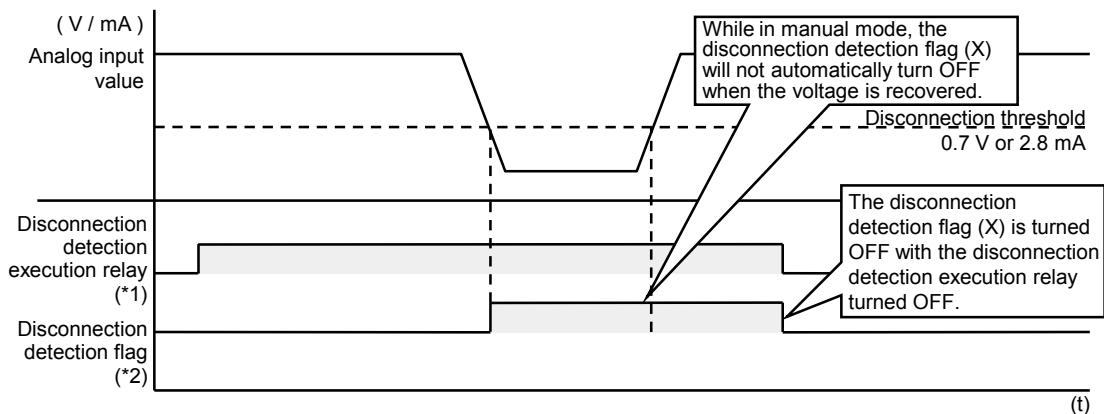 ( V / mA )
Analog input
value
While in manual mode, the
disconnection detection flag (X)
will not automatically turn OFF
when the voltage is recovered.
Disconnection threshold
0.7 V or 2.8 mA
Disconnection
detection
execution relay
(*1)
The disconnection
detection flag (X) is turned
OFF with the disconnection
detection execution relay
turned OFF.
Disconnection
detection flag
(*2)
(t)